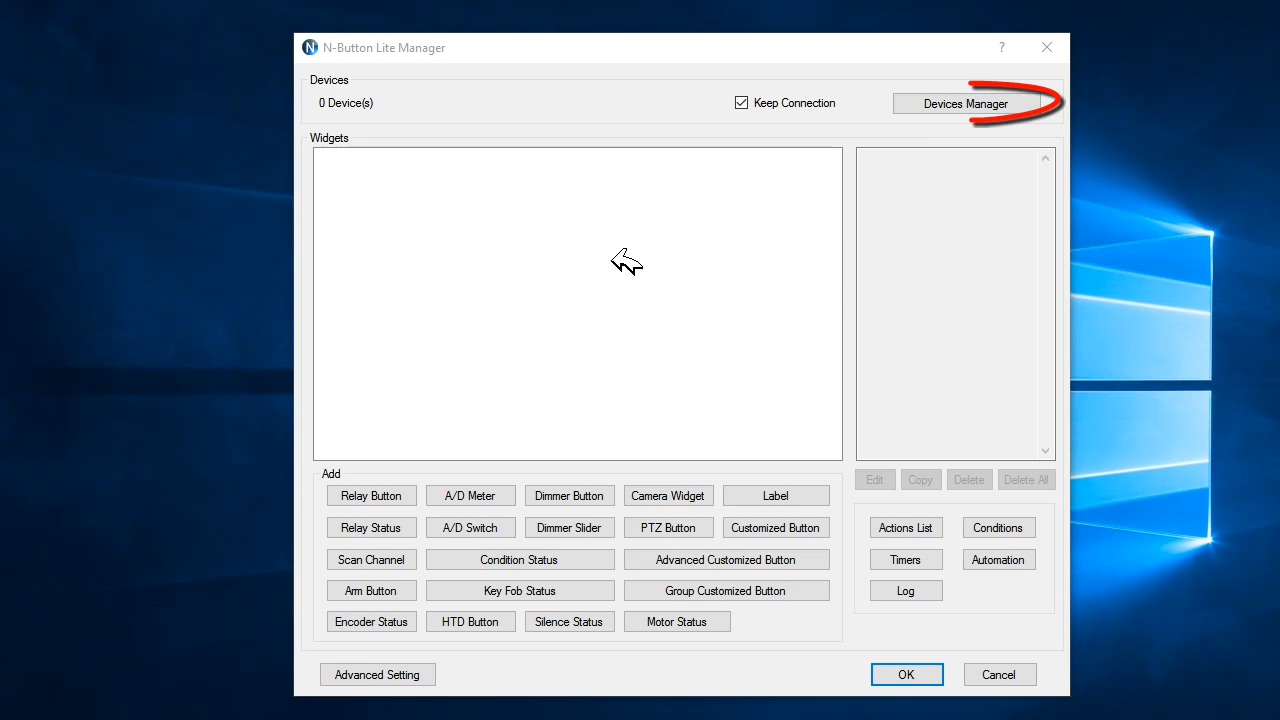 N-Button Lite Manager
Devices
0 Device(s)
Keep Connection
Devices Manager
Widgets
Edit
Copy
Delete
Delete All
Add
Relay Button
A/D Meter
Dimmer Button
Camera Widget
Label
Relay Status
A/D Switch
Dimmer Slider
PTZ Button
Customized Button
Scan Channel
Condition Status
Advanced Customized Button
Arm Button
Key Fob Status
Group Customized Button
Encoder Status
HTD Button
Silence Status
Motor Status
Actions List
Conditions
Timers
Automation
Log
Advanced Setting
OK
Cancel